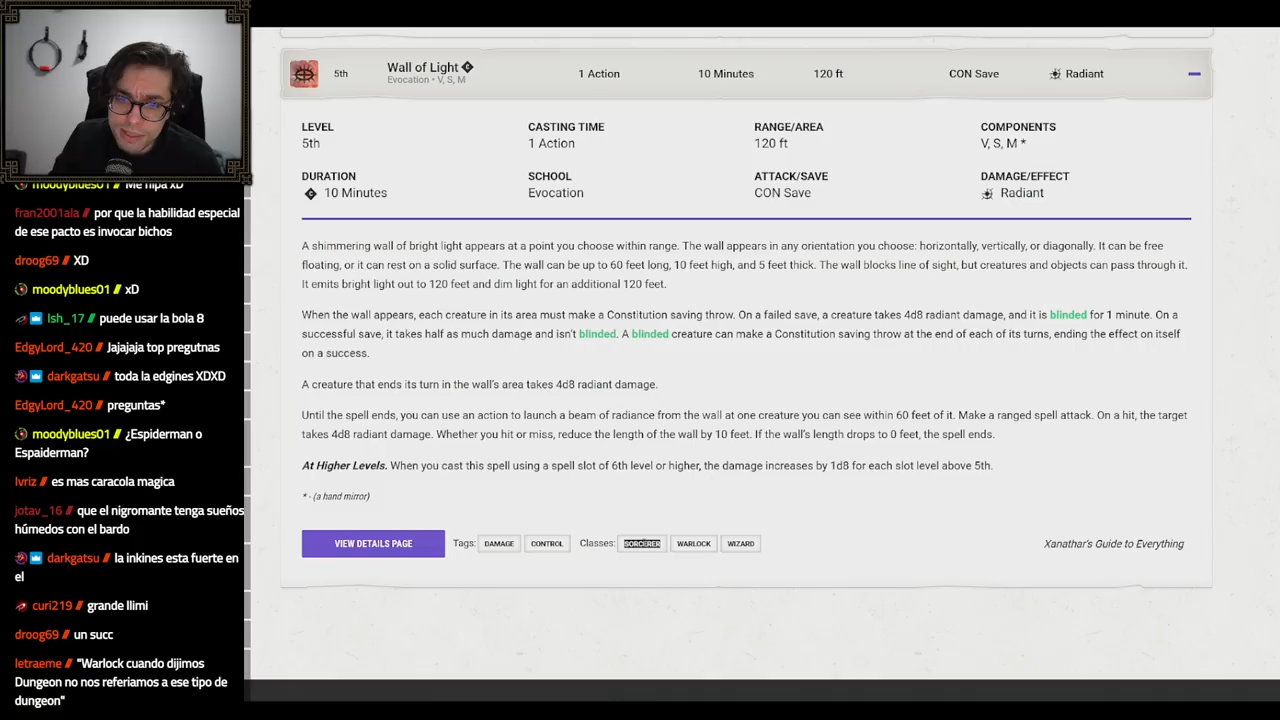 moodyblues01 // Me flipa xD
fran2001ala // por que la habilidad especial
de ese pacto es invocar bichos
droog69 // XD
moodyblues01 // xD
Ish_17 // puede usar la bola 8
EdgyLord_420 // Jajajaja top pregutnas
darkgatsu // toda la edgines XDXD
EdgyLord_420 // preguntas*
moodyblues01 // ¿Espiderman o
Espaiderman?
lvriz // es mas caracola magica
jotav_16 // que el nigromante tenga sueños
húmedos con el bardo
darkgatsu // la inkines esta fuerte en
el
curi219 // grande llimi
droog69 // un succ
letraeme // "Warlock cuando dijimos
Dungeon no nos referiamos a ese tipo de
dungeon"
5th
Wall of Light
Evocation • V, S, M
1 Action
10 Minutes
120 ft
CON Save
Radiant
LEVEL
5th
CASTING TIME
1 Action
RANGE/AREA
120 ft
COMPONENTS
V, S, M *
DURATION
10 Minutes
SCHOOL
Evocation
ATTACK/SAVE
CON Save
DAMAGE/EFFECT
Radiant
A shimmering wall of bright light appears at a point you choose within range. The wall appears in any orientation you choose: horizontally, vertically, or diagonally. It can be free
floating, or it can rest on a solid surface. The wall can be up to 60 feet long, 10 feet high, and 5 feet thick. The wall blocks line of sight, but creatures and objects can pass through it.
It emits bright light out to 120 feet and dim light for an additional 120 feet.
When the wall appears, each creature in its area must make a Constitution saving throw. On a failed save, a creature takes 4d8 radiant damage, and it is blinded for 1 minute. On a
successful save, it takes half as much damage and isn't blinded. A blinded creature can make a Constitution saving throw at the end of each of its turns, ending the effect on itself
on a success.
A creature that ends its turn in the wall's area takes 4d8 radiant damage.
Until the spell ends, you can use an action to launch a beam of radiance from the wall at one creature you can see within 60 feet of it. Make a ranged spell attack. On a hit, the target
takes 4d8 radiant damage. Whether you hit or miss, reduce the length of the wall by 10 feet. If the wall's length drops to 0 feet, the spell ends.
At Higher Levels. When you cast this spell using a spell slot of 6th level or higher, the damage increases by 1d8 for each slot level above 5th.
* - (a hand mirror)
VIEW DETAILS PAGE
Tags: DAMAGE CONTROL Classes: SORCERER WARLOCK WIZARD
Xanathar's Guide to Everything